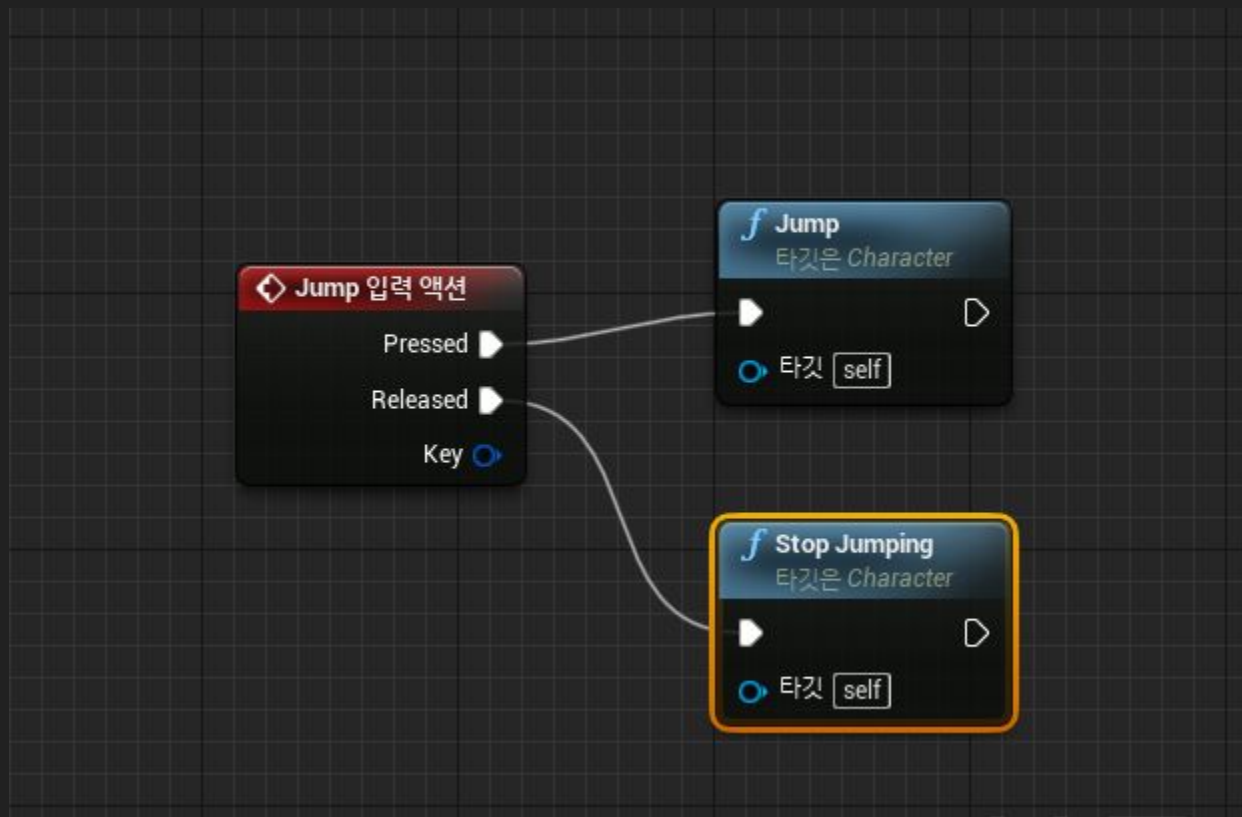 Jump 입력 액션
Pressed
Released
Key
f Jump
타깃은 Character
타깃 self
f Stop Jumping
타깃은 Character
타깃 self